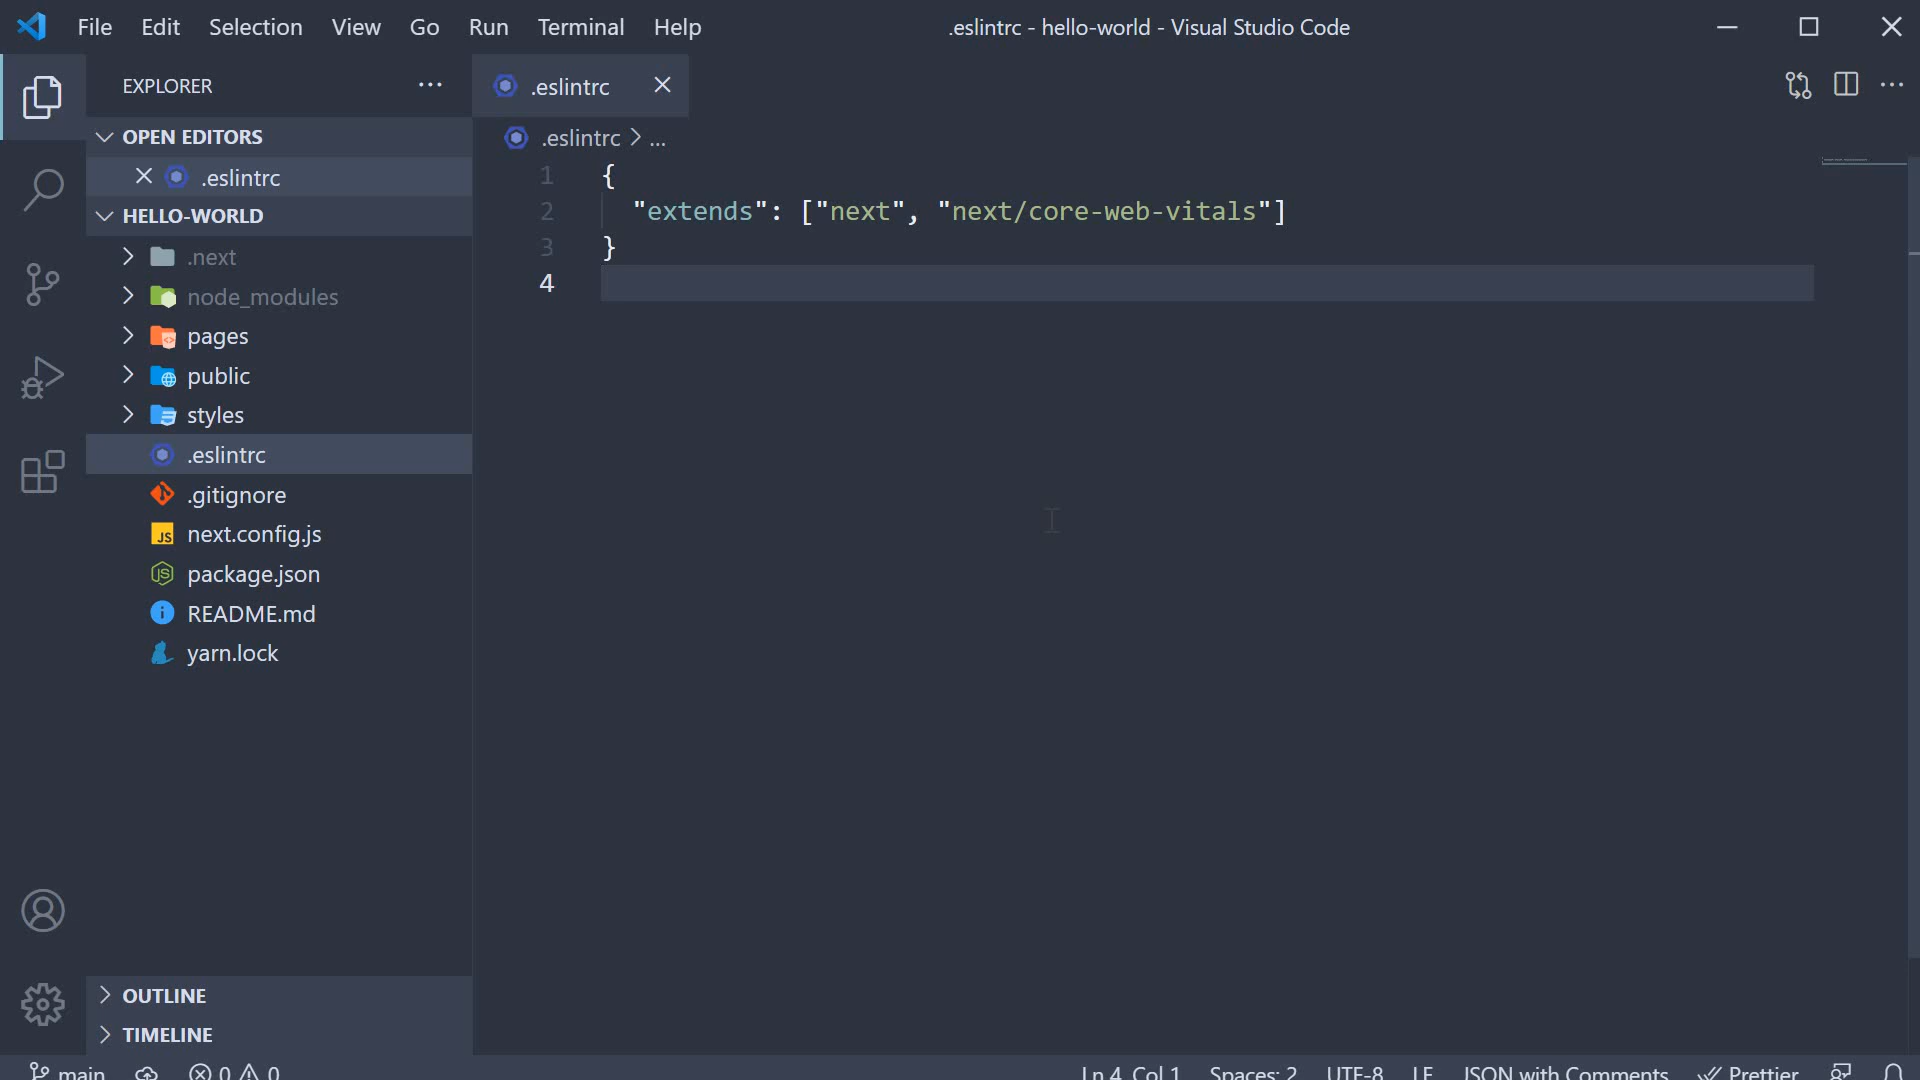 File Edit Selection View Go Run Terminal Help .eslintrc - hello-world - Visual Studio Code
EXPLORER
OPEN EDITORS
.eslintrc
HELLO-WORLD
.next
node_modules
pages
public
styles
.eslintrc
.gitignore
next.config.js
package.json
README.md
yarn.lock
OUTLINE
TIMELINE
.eslintrc
.eslintrc > ...
1 {
2 "extends": ["next", "next/core-web-vitals"]
3 }
4
main 0 0 Ln 4, Col 1 Spaces: 2 UTF-8 LF JSON with Comments Prettier